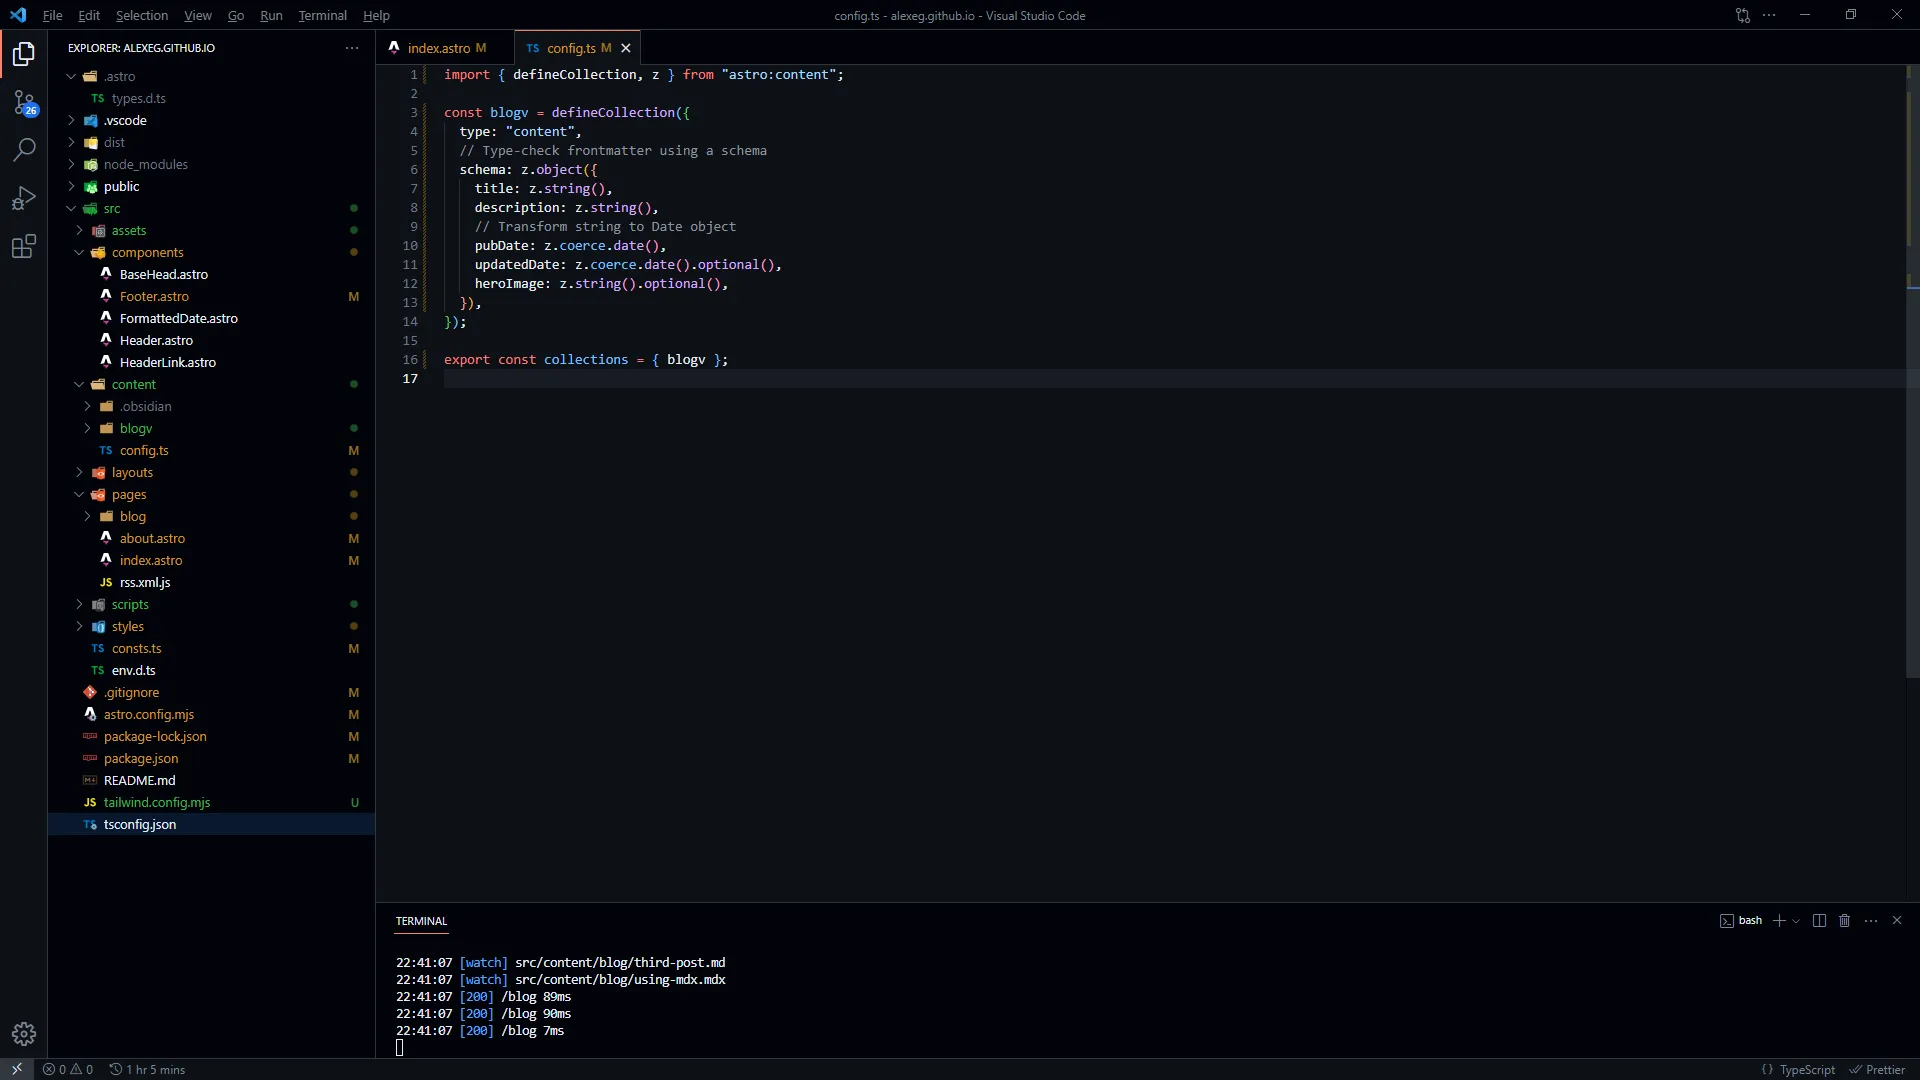 File Edit Selection View Go Run Terminal Help
config.ts - alexeg.github.io - Visual Studio Code
EXPLORER: ALEXEG.GITHUB.IO
.astro
TS types.d.ts
.vscode
dist
node_modules
public
src
assets
components
BaseHead.astro
Footer.astro M
FormattedDate.astro
Header.astro
HeaderLink.astro
content
.obsidian
blogv
TS config.ts M
layouts
pages
blog
about.astro M
index.astro M
JS rss.xml.js
scripts
styles
TS consts.ts M
TS env.d.ts
.gitignore M
astro.config.mjs M
package-lock.json M
package.json M
README.md
JS tailwind.config.mjs U
TS tsconfig.json
26
index.astro M
TS config.ts M
1 import { defineCollection, z } from "astro:content";
2
3 const blogv = defineCollection({
4 type: "content",
5 // Type-check frontmatter using a schema
6 schema: z.object({
7 title: z.string(),
8 description: z.string(),
9 // Transform string to Date object
10 pubDate: z.coerce.date(),
11 updatedDate: z.coerce.date().optional(),
12 heroImage: z.string().optional(),
13 }),
14 });
15
16 export const collections = { blogv };
17
TERMINAL
bash
22:41:07 [watch] src/content/blog/third-post.md
22:41:07 [watch] src/content/blog/using-mdx.mdx
22:41:07 [200] /blog 89ms
22:41:07 [200] /blog 90ms
22:41:07 [200] /blog 7ms
0 0 1 hr 5 mins
{} TypeScript Prettier